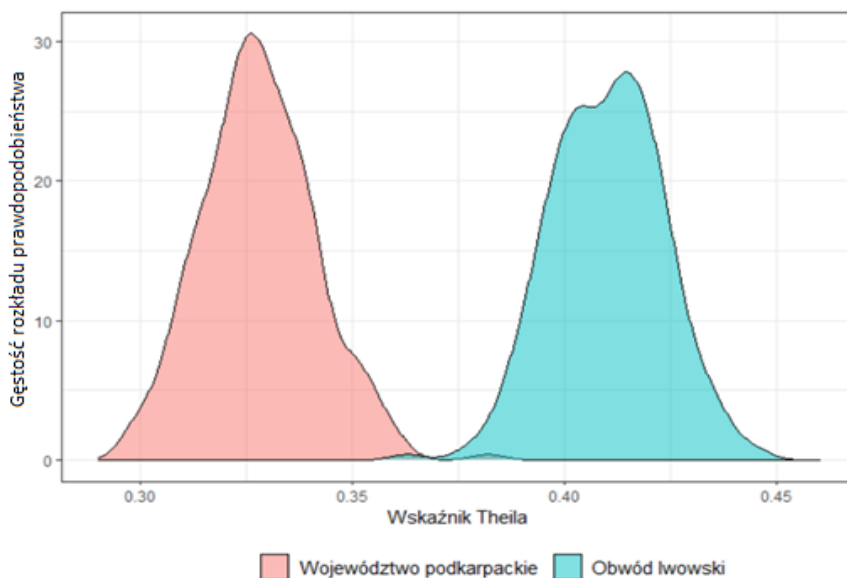 Gęstość rozkładu prawdopodobieństwa
30
20
10
0
0.30 0.35 0.40 0.45
Wskaźnik Theila
Województwo podkarpackie Obwód lwowski